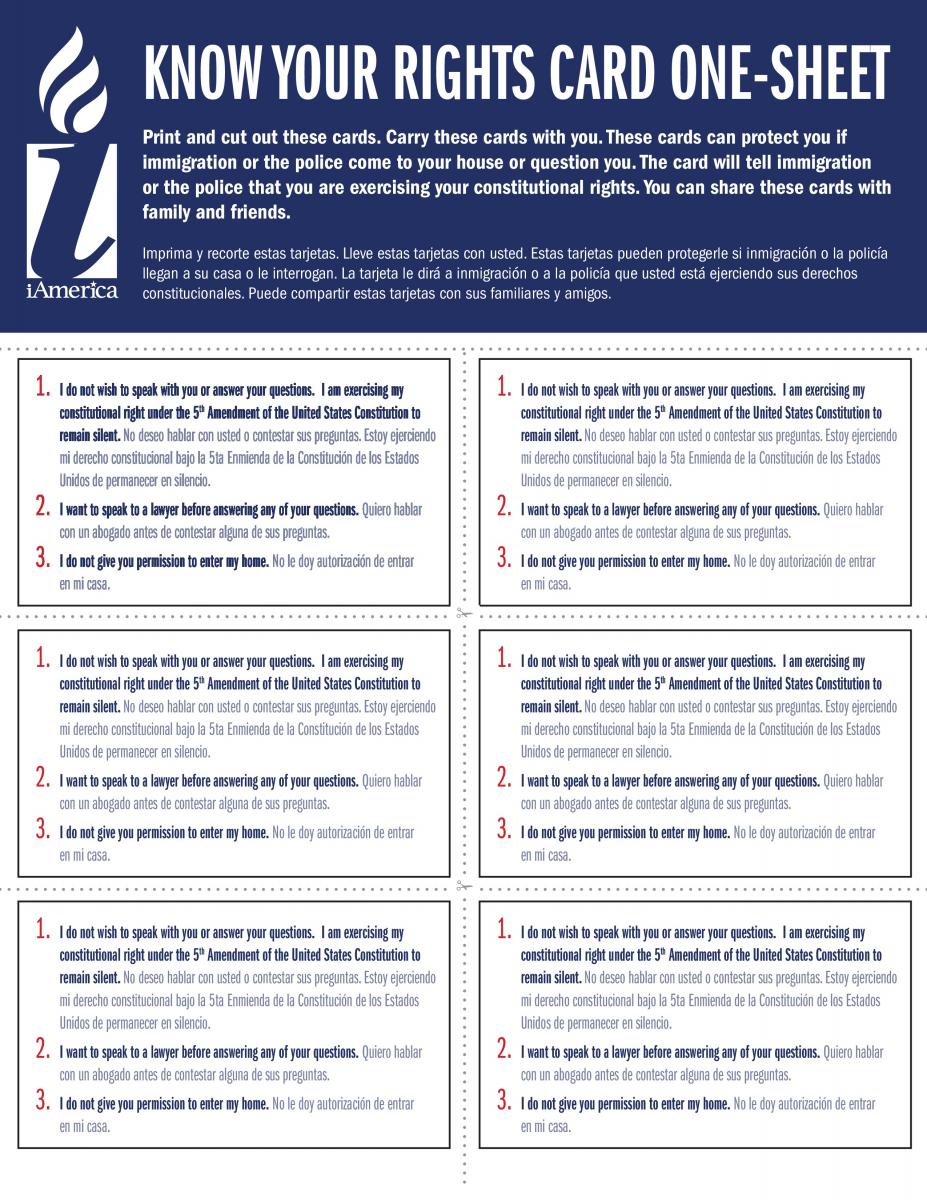 KNOW YOUR RIGHTS CARD ONE-SHEET
Print and cut out these cards. Carry these cards with you. These cards can protect you if
immigration or the police come to your house or question you. The card will tell immigration
or the police that you are exercising your constitutional rights. You can share these cards with
family and friends.
Imprima y recorte estas tarjetas. Lleve estas tarjetas con usted. Estas tarjetas pueden protegerle si inmigración o la policía
llegan a su casa o le interrogan. La tarjeta le dirá a inmigración o a la policía que usted está ejerciendo sus derechos
constitucionales. Puede compartir estas tarjetas con sus familiares y amigos.
i
iAmerica
1. I do not wish to speak with you or answer your questions. I am exercising my
constitutional right under the 5th Amendment of the United States Constitution to
remain silent. No deseo hablar con usted o contestar sus preguntas. Estoy ejerciendo
mi derecho constitucional bajo la 5ta Enmienda de la Constitución de los Estados
Unidos de permanecer en silencio.
2. I want to speak to a lawyer before answering any of your questions. Quiero hablar
con un abogado antes de contestar alguna de sus preguntas.
3. I do not give you permission to enter my home. No le doy autorización de entrar
en mi casa.
1. I do not wish to speak with you or answer your questions. I am exercising my
constitutional right under the 5th Amendment of the United States Constitution to
remain silent. No deseo hablar con usted o contestar sus preguntas. Estoy ejerciendo
mi derecho constitucional bajo la 5ta Enmienda de la Constitución de los Estados
Unidos de permanecer en silencio.
2. I want to speak to a lawyer before answering any of your questions. Quiero hablar
con un abogado antes de contestar alguna de sus preguntas.
3. I do not give you permission to enter my home. No le doy autorización de entrar
en mi casa.
1. I do not wish to speak with you or answer your questions. I am exercising my
constitutional right under the 5th Amendment of the United States Constitution to
remain silent. No deseo hablar con usted o contestar sus preguntas. Estoy ejerciendo
mi derecho constitucional bajo la 5ta Enmienda de la Constitución de los Estados
Unidos de permanecer en silencio.
2. I want to speak to a lawyer before answering any of your questions. Quiero hablar
con un abogado antes de contestar alguna de sus preguntas.
3. I do not give you permission to enter my home. No le doy autorización de entrar
en mi casa.
1. I do not wish to speak with you or answer your questions. I am exercising my
constitutional right under the 5th Amendment of the United States Constitution to
remain silent. No deseo hablar con usted o contestar sus preguntas. Estoy ejerciendo
mi derecho constitucional bajo la 5ta Enmienda de la Constitución de los Estados
Unidos de permanecer en silencio.
2. I want to speak to a lawyer before answering any of your questions. Quiero hablar
con un abogado antes de contestar alguna de sus preguntas.
3. I do not give you permission to enter my home. No le doy autorización de entrar
en mi casa.
1. I do not wish to speak with you or answer your questions. I am exercising my
constitutional right under the 5th Amendment of the United States Constitution to
remain silent. No deseo hablar con usted o contestar sus preguntas. Estoy ejerciendo
mi derecho constitucional bajo la 5ta Enmienda de la Constitución de los Estados
Unidos de permanecer en silencio.
2. I want to speak to a lawyer before answering any of your questions. Quiero hablar
con un abogado antes de contestar alguna de sus preguntas.
3. I do not give you permission to enter my home. No le doy autorización de entrar
en mi casa.
1. I do not wish to speak with you or answer your questions. I am exercising my
constitutional right under the 5th Amendment of the United States Constitution to
remain silent. No deseo hablar con usted o contestar sus preguntas. Estoy ejerciendo
mi derecho constitucional bajo la 5ta Enmienda de la Constitución de los Estados
Unidos de permanecer en silencio.
2. I want to speak to a lawyer before answering any of your questions. Quiero hablar
con un abogado antes de contestar alguna de sus preguntas.
3. I do not give you permission to enter my home. No le doy autorización de entrar
en mi casa.